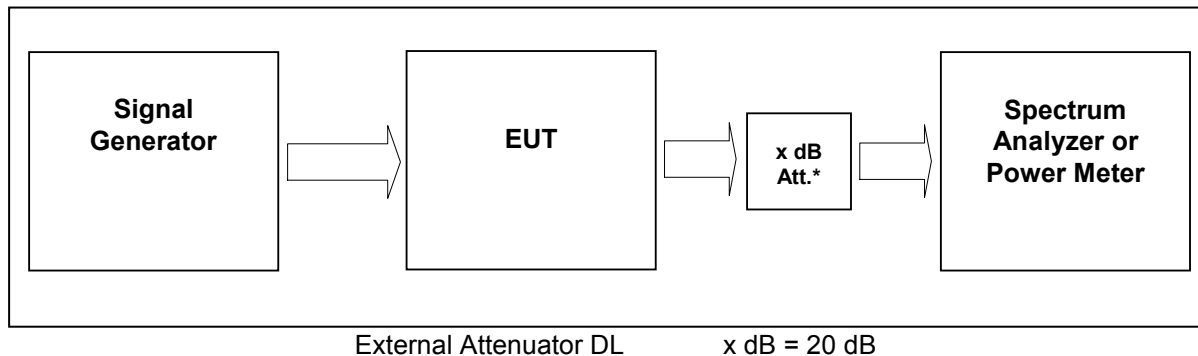 Signal
Generator
EUT
x dB
Att.*
Spectrum
Analyzer or
Power Meter
External Attenuator DL x dB = 20 dB